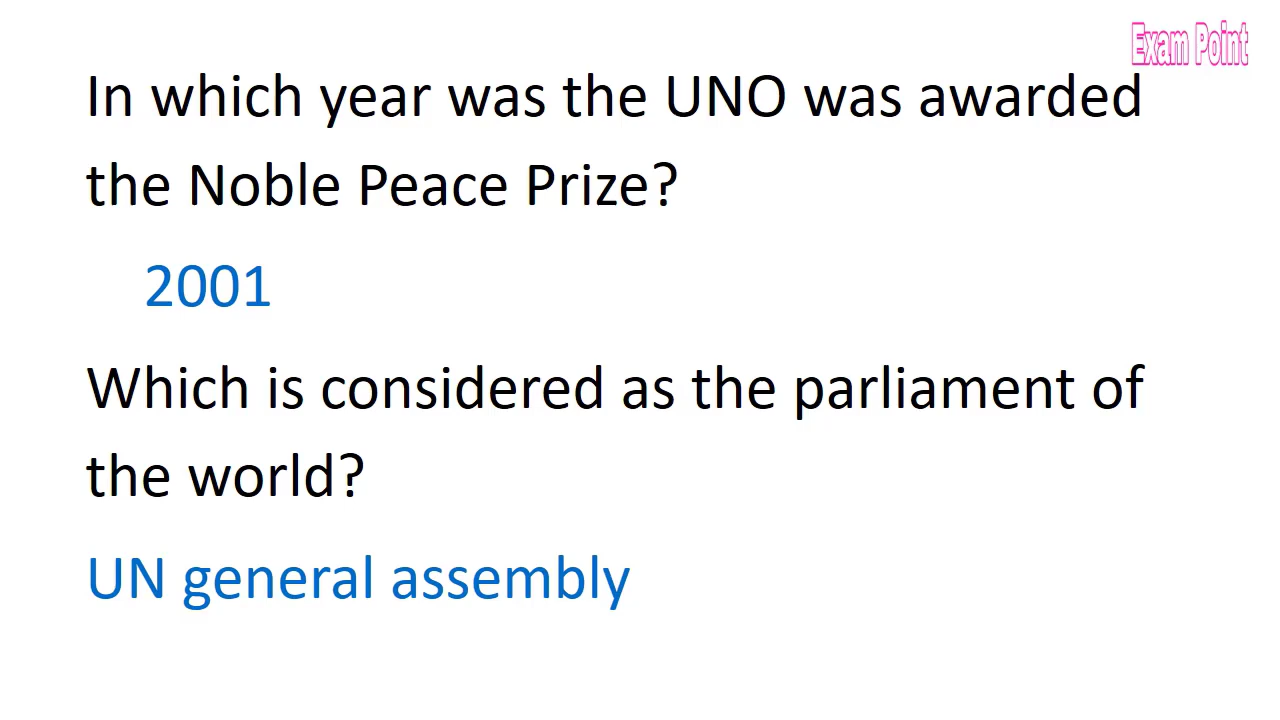 Exam Point
In which year was the UNO was awarded
the Noble Peace Prize?
2001
Which is considered as the parliament of
the world?
UN general assembly